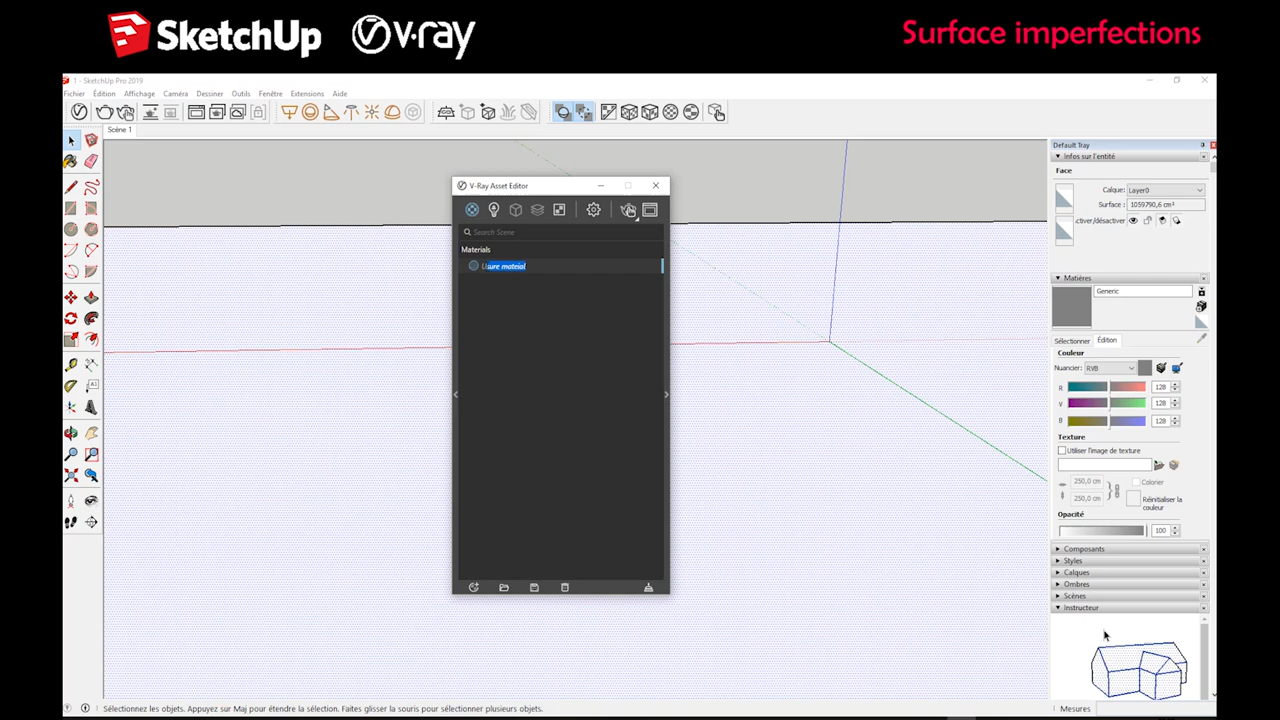 SketchUp
v-ray
Surface imperfections
1 - SketchUp Pro 2019
Fichier Édition Affichage Caméra Dessiner Outils Fenêtre Extensions Aide
Scène 1
Default Tray
Infos sur l'entité
Face
Calque: Layer0
Surface : 1059790,6 cm²
:ctiver/désactiver
V-Ray Asset Editor
Search Scene
Materials
Usure mateial
Matières
Generic
Sélectionner Édition
Couleur
Nuancier: RVB
R 128
V 128
B 128
Texture
Utiliser l'image de texture
250,0 cm
Colorier
250,0 cm
Réinitialiser la
couleur
Opacité
100
Composants
Styles
Calques
Ombres
Scènes
Instructeur
Sélectionnez les objets. Appuyez sur Maj pour étendre la sélection. Faites glisser la souris pour sélectionner plusieurs objets.
Mesures